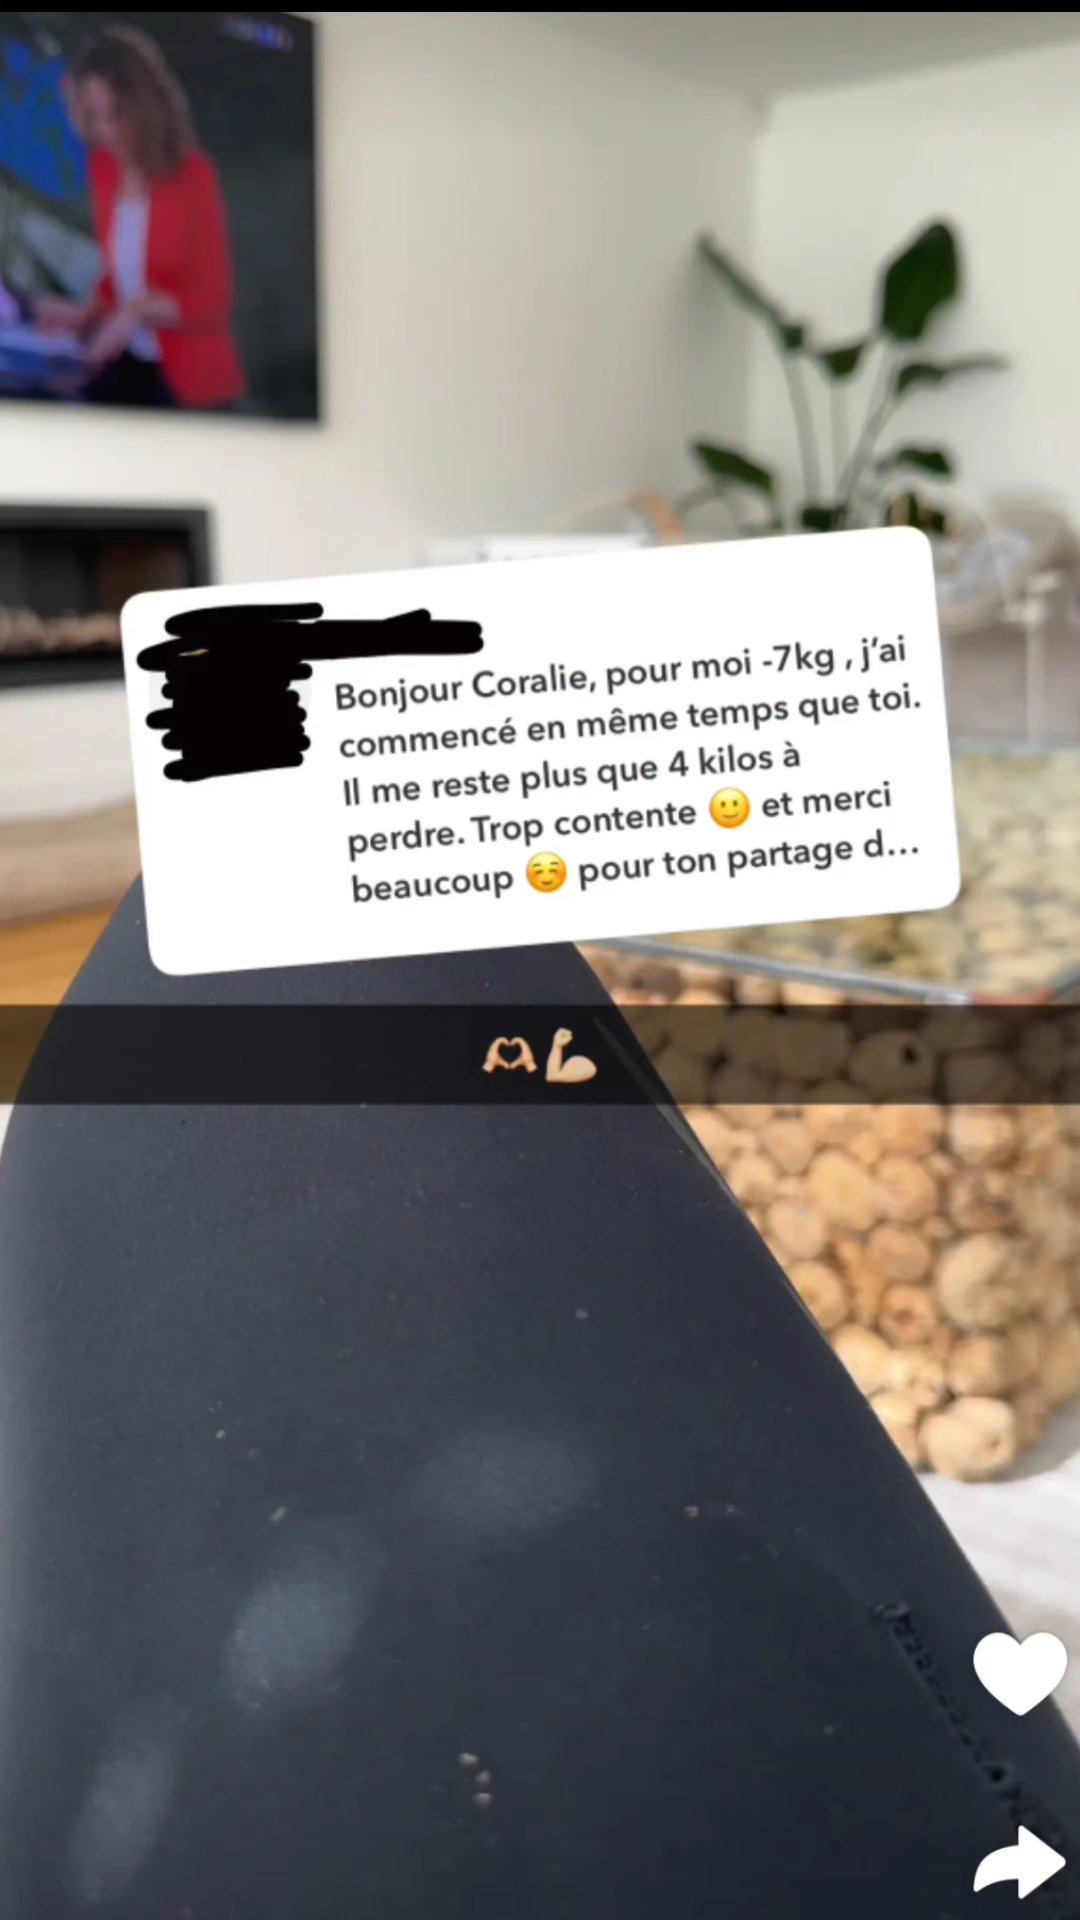 Bonjour Coralie, pour moi -7kg , j’ai
commencé en même temps que toi.
Il me reste plus que 4 kilos à
perdre. Trop contente 🙂 et merci
beaucoup ☺️ pour ton partage d...
🫶🏼💪🏼